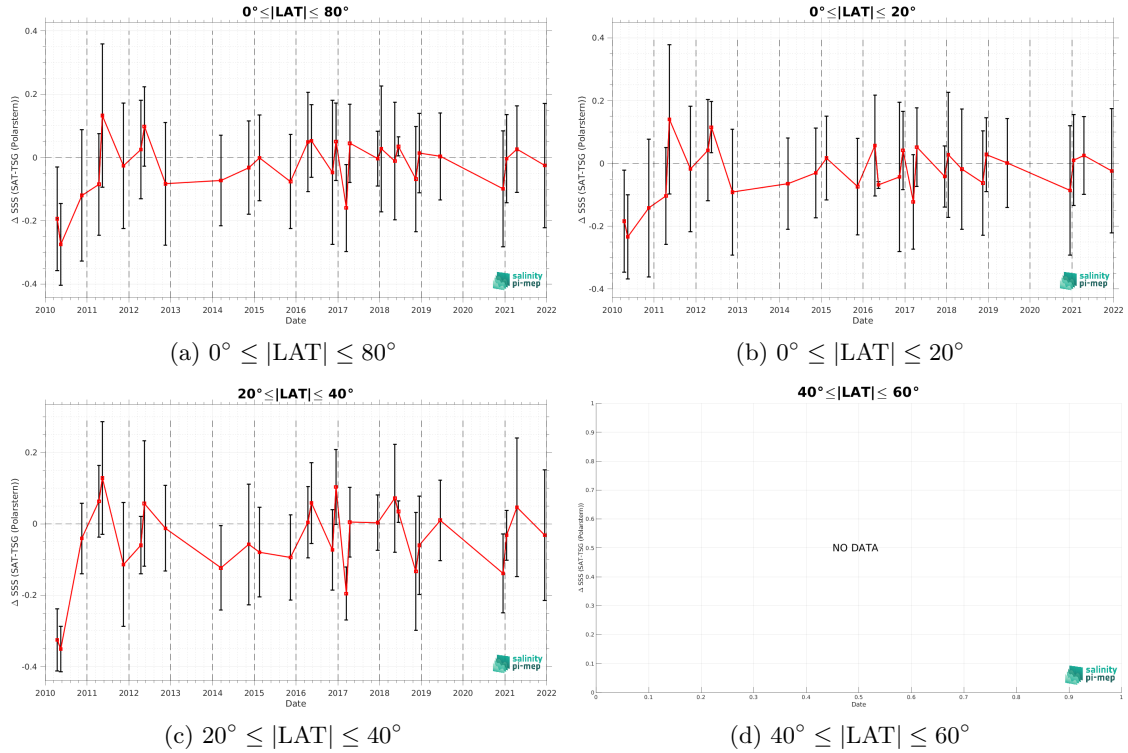 0°≤|LAT|≤ 80°
Δ SSS (SAT-TSG (Polarstern))
0.4
0.2
0
-0.2
-0.4
2010 2011 2012 2013 2014 2015 2016 2017 2018 2019 2020 2021 2022
Date
salinity
pi-mep
(a) 0° ≤ |LAT| ≤ 80°
0°≤|LAT|≤ 20°
Δ SSS (SAT-TSG (Polarstern))
0.4
0.2
0
-0.2
-0.4
2010 2011 2012 2013 2014 2015 2016 2017 2018 2019 2020 2021 2022
Date
salinity
pi-mep
(b) 0° ≤ |LAT| ≤ 20°
20°≤|LAT|≤ 40°
Δ SSS (SAT-TSG (Polarstern))
0.2
0
-0.2
-0.4
2010 2011 2012 2013 2014 2015 2016 2017 2018 2019 2020 2021 2022
Date
salinity
pi-mep
(c) 20° ≤ |LAT| ≤ 40°
40°≤|LAT|≤ 60°
Δ SSS (SAT-TSG (Polarstern))
1
0.9
0.8
0.7
0.6
0.5
0.4
0.3
0.2
0.1
0
NO DATA
0 0.1 0.2 0.3 0.4 0.5 0.6 0.7 0.8 0.9 1
Date
salinity
pi-mep
(d) 40° ≤ |LAT| ≤ 60°